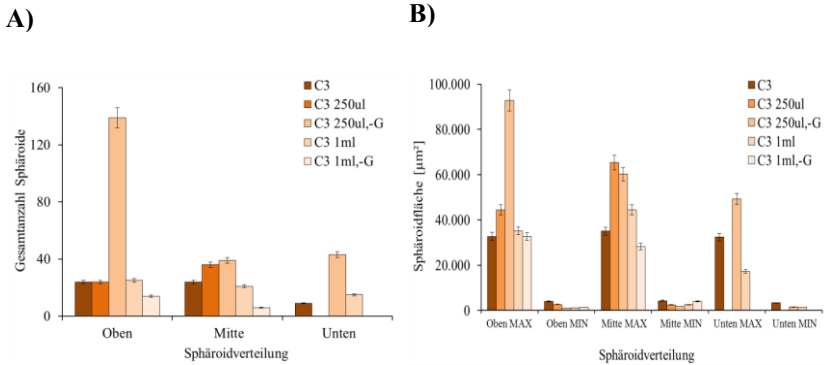 A)
160
120
80
40
0
Gesamtanzahl Sphäroide
C3
C3 250ul
C3 250ul,-G
C3 1ml
C3 1ml,-G
Oben
Mitte
Unten
Sphäroidverteilung
B)
100.000
80.000
60.000
40.000
20.000
0
Sphäroidfläche [µm²]
C3
C3 250ul
C3 250ul,-G
C3 1ml
C3 1ml,-G
Oben MAX
Oben MIN
Mitte MAX
Mitte MIN
Unten MAX
Unten MIN
Sphäroidverteilung